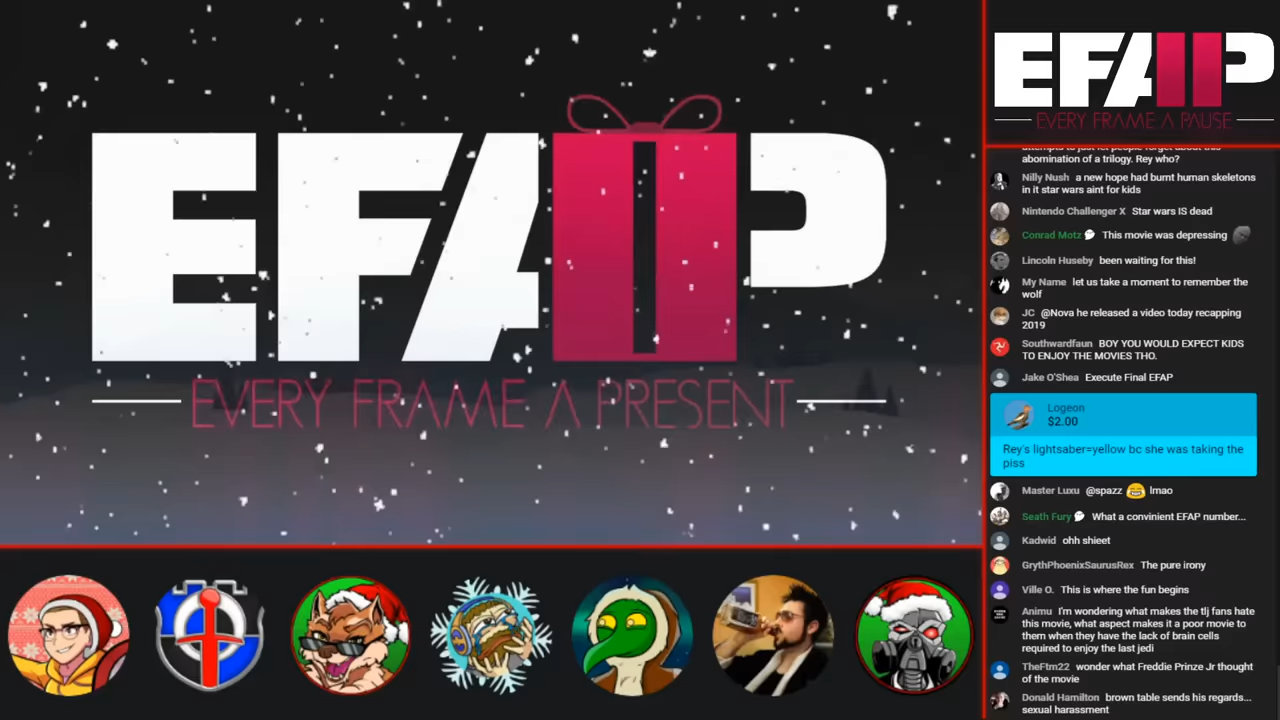 EFAP
EVERY FRAME A PRESENT
EFAP
EVERY FRAME A PAUSE
attempts to just let people forget about this
abomination of a trilogy. Rey who?
Nilly Nush a new hope had burnt human skeletons
in it star wars aint for kids
Nintendo Challenger X Star wars IS dead
Conrad Motz This movie was depressing
Lincoln Huseby been waiting for this!
My Name let us take a moment to remember the
wolf
JC @Nova he released a video today recapping
2019
Southwardfaun BOY YOU WOULD EXPECT KIDS
TO ENJOY THE MOVIES THO.
Jake O'Shea Execute Final EFAP
Logeon
$2.00
Rey's lightsaber=yellow bc she was taking the
piss
Master Luxu @spazz lmao
Seath Fury What a convinient EFAP number...
Kadwid ohh shieet
GrythPhoenixSaurusRex The pure irony
Ville O. This is where the fun begins
Animu I'm wondering what makes the tlj fans hate
this movie, what aspect makes it a poor movie to
them when they have the lack of brain cells
required to enjoy the last jedi
TheFtm22 wonder what Freddie Prinze Jr thought
of the movie
Donald Hamilton brown table sends his regards...
sexual harassment